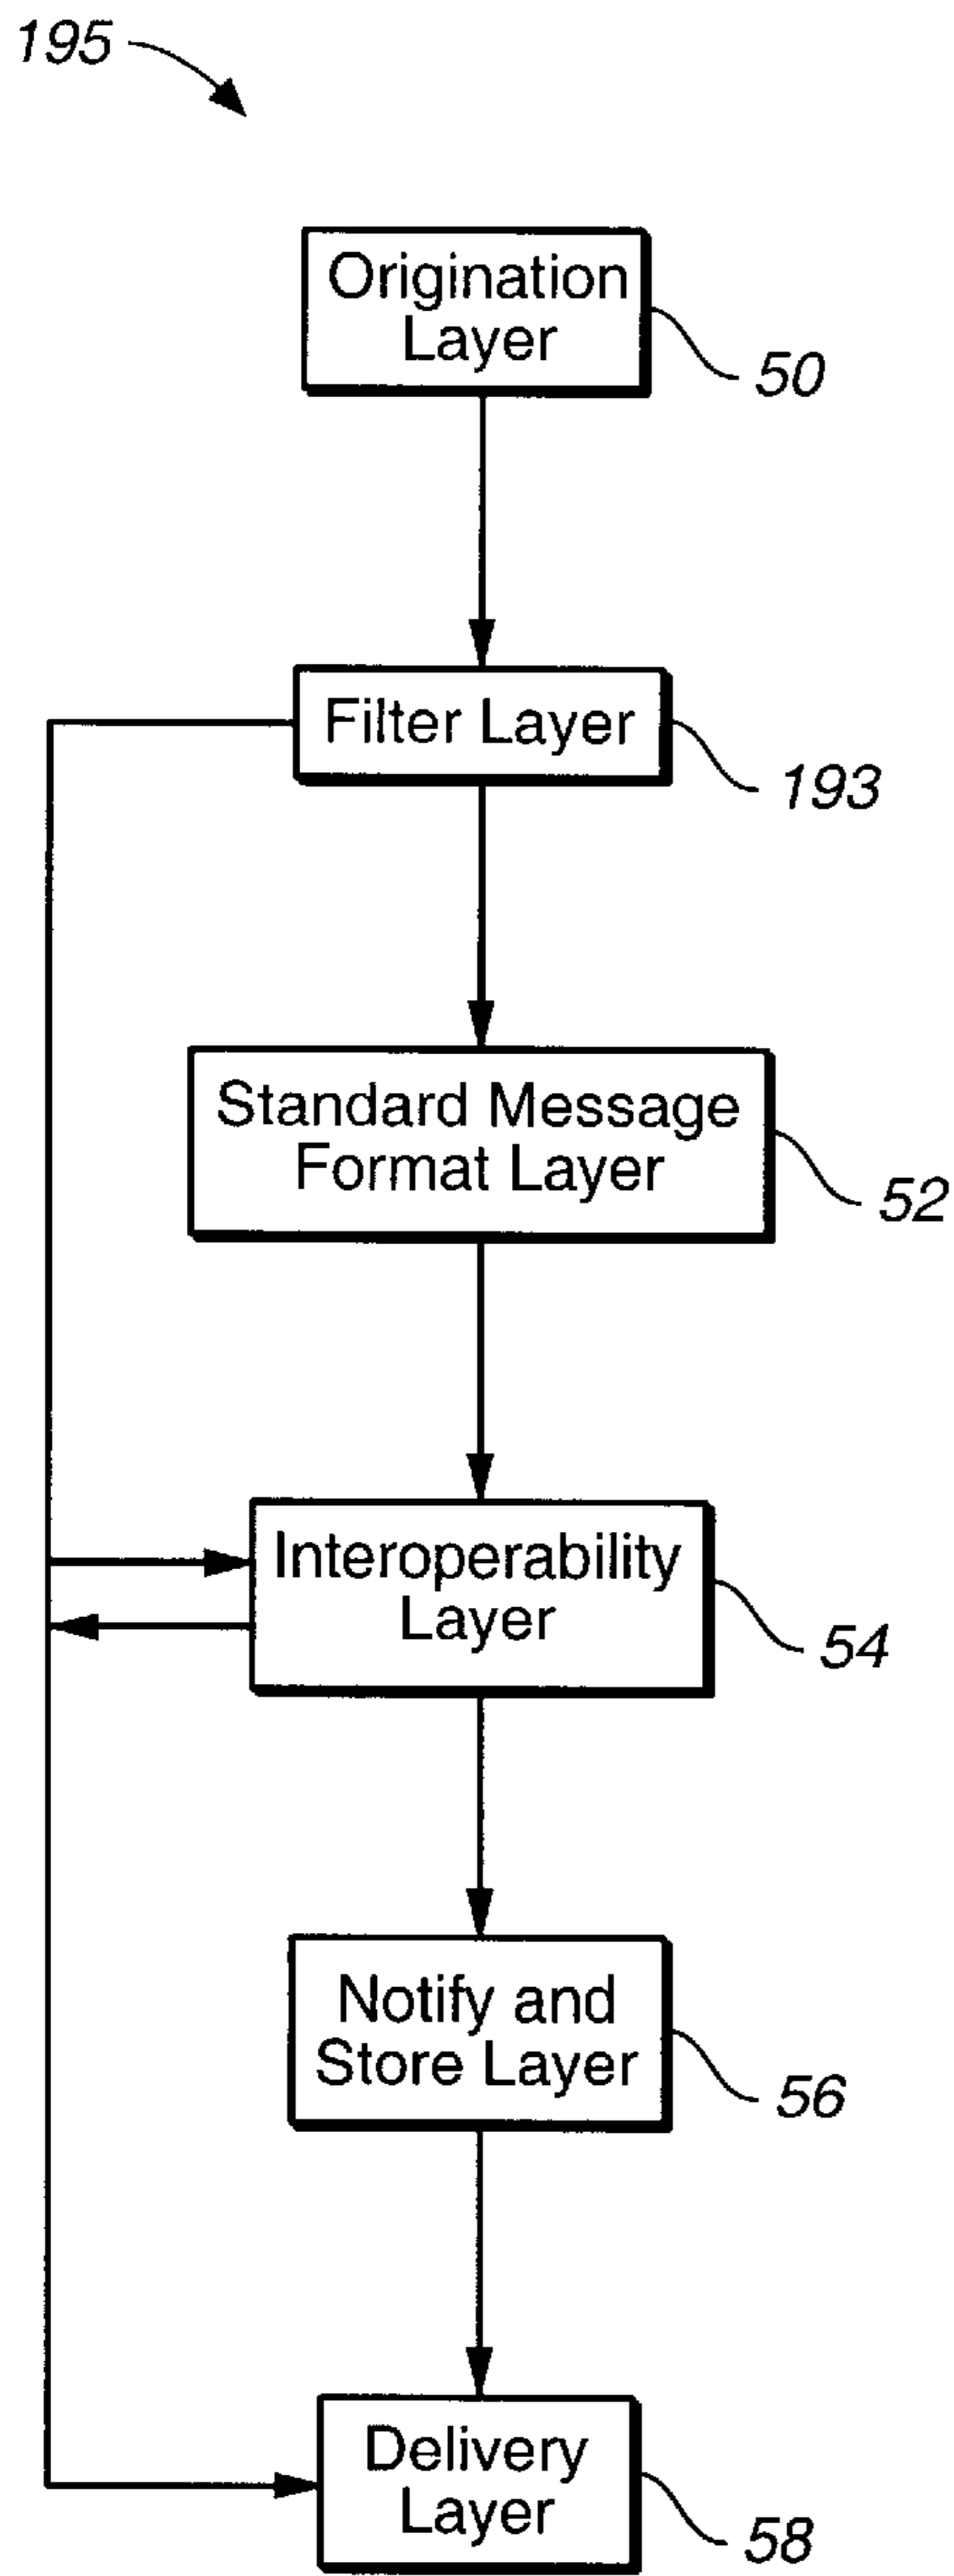 195
Origination
Layer
50
Filter Layer
193
Standard Message
Format Layer
52
Interoperability
Layer
54
Notify and
Store Layer
56
Delivery
Layer
58